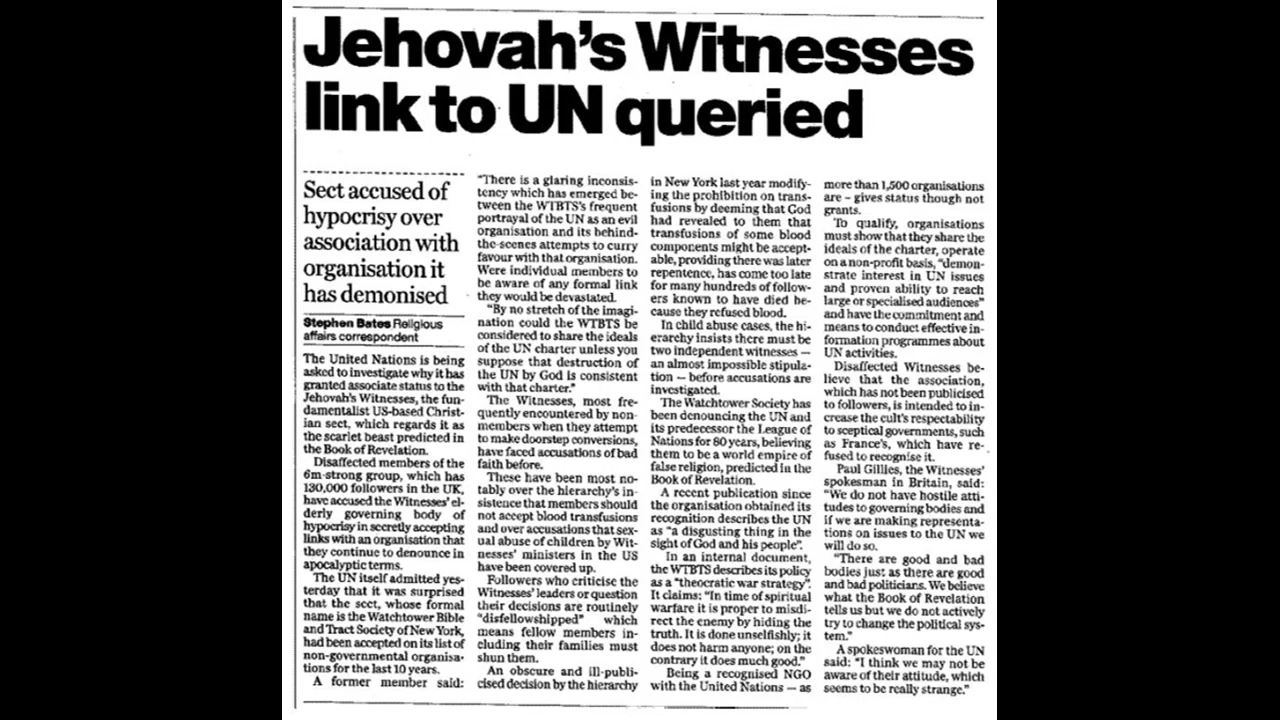 Jehovah's Witnesses
link to UN queried
Sect accused of
hypocrisy over
association with
organisation it
has demonised
Stephen Bates Religious
affairs correspondent
The United Nations is being
asked to investigate why it has
granted associate status to the
Jehovah's Witnesses, the fun-
damentalist US-based Christ-
ian sect, which regards it as
the scarlet beast predicted in
the Book of Revelation.
Disaffected members of the
6m-strong group, which has
130,000 followers in the UK,
have accused the Witnesses' el-
derly governing body of
hypocrisy in secretly accepting
links with an organisation that
they continue to denounce in
apocalyptic terms.
The UN itself admitted yes-
terday that it was surprised
that the sect, whose formal
name is the Watchtower Bible
and Tract Society of New York,
had been accepted on its list of
non-governmental organisa-
tions for the last 10 years.
A former member said:
"There is a glaring inconsis-
tency which has emerged be-
tween the WTBTS's frequent
portrayal of the UN as an evil
organisation and its behind-
the-scenes attempts to curry
favour with that organisation.
Were individual members to
be aware of any formal link
they would be devastated.
"By no stretch of the imagi-
nation could the WTBTS be
considered to share the ideals
of the UN charter unless you
suppose that destruction of
the UN by God is consistent
with that charter."
The Witnesses, most fre-
quently encountered by non-
members when they attempt
to make doorstep conversions,
have faced accusations of bad
faith before.
These have been most no-
tably over the hierarchy's in-
sistence that members should
not accept blood transfusions
and over accusations that sex-
ual abuse of children by Wit-
nesses' ministers in the US
have been covered up.
Followers who criticise the
Witnesses' leaders or question
their decisions are routinely
"disfellowshipped" which
means fellow members in-
cluding their families must
shun them.
An obscure and ill-publi-
cised decision by the hierarchy
in New York last year modify-
ing the prohibition on trans-
fusions by deeming that God
had revealed to them that
transfusions of some blood
components might be accept-
able, providing there was later
repentence, has come too late
for many hundreds of follow-
ers known to have died be-
cause they refused blood.
In child abuse cases, the hi-
erarchy insists there must be
two independent witnesses —
an almost impossible stipula-
tion — before accusations are
investigated.
The Watchtower Society has
been denouncing the UN and
its predecessor the League of
Nations for 80 years, believing
them to be a world empire of
false religion, predicted in the
Book of Revelation.
A recent publication since
the organisation obtained its
recognition describes the UN
as "a disgusting thing in the
sight of God and his people".
In an internal document,
the WTBTS describes its policy
as a "theocratic war strategy".
It claims: "In time of spiritual
warfare it is proper to misdi-
rect the enemy by hiding the
truth. It is done unselfishly; it
does not harm anyone; on the
contrary it does much good."
Being a recognised NGO
with the United Nations — as
more than 1,500 organisations
are – gives status though not
grants.
To qualify, organisations
must show that they share the
ideals of the charter, operate
on a non-profit basis, "demon-
strate interest in UN issues
and proven ability to reach
large or specialised audiences"
and have the commitment and
means to conduct effective in-
formation programmes about
UN activities.
Disaffected Witnesses be-
lieve that the association,
which has not been publicised
to followers, is intended to in-
crease the cult's respectability
to sceptical governments, such
as France's, which have re-
fused to recognise it.
Paul Gillies, the Witnesses'
spokesman in Britain, said:
"We do not have hostile atti-
tudes to governing bodies and
if we are making representa-
tions on issues to the UN we
will do so.
"There are good and bad
bodies just as there are good
and bad politicians. We believe
what the Book of Revelation
tells us but we do not actively
try to change the political sys-
tem."
A spokeswoman for the UN
said: "I think we may not be
aware of their attitude, which
seems to be really strange."